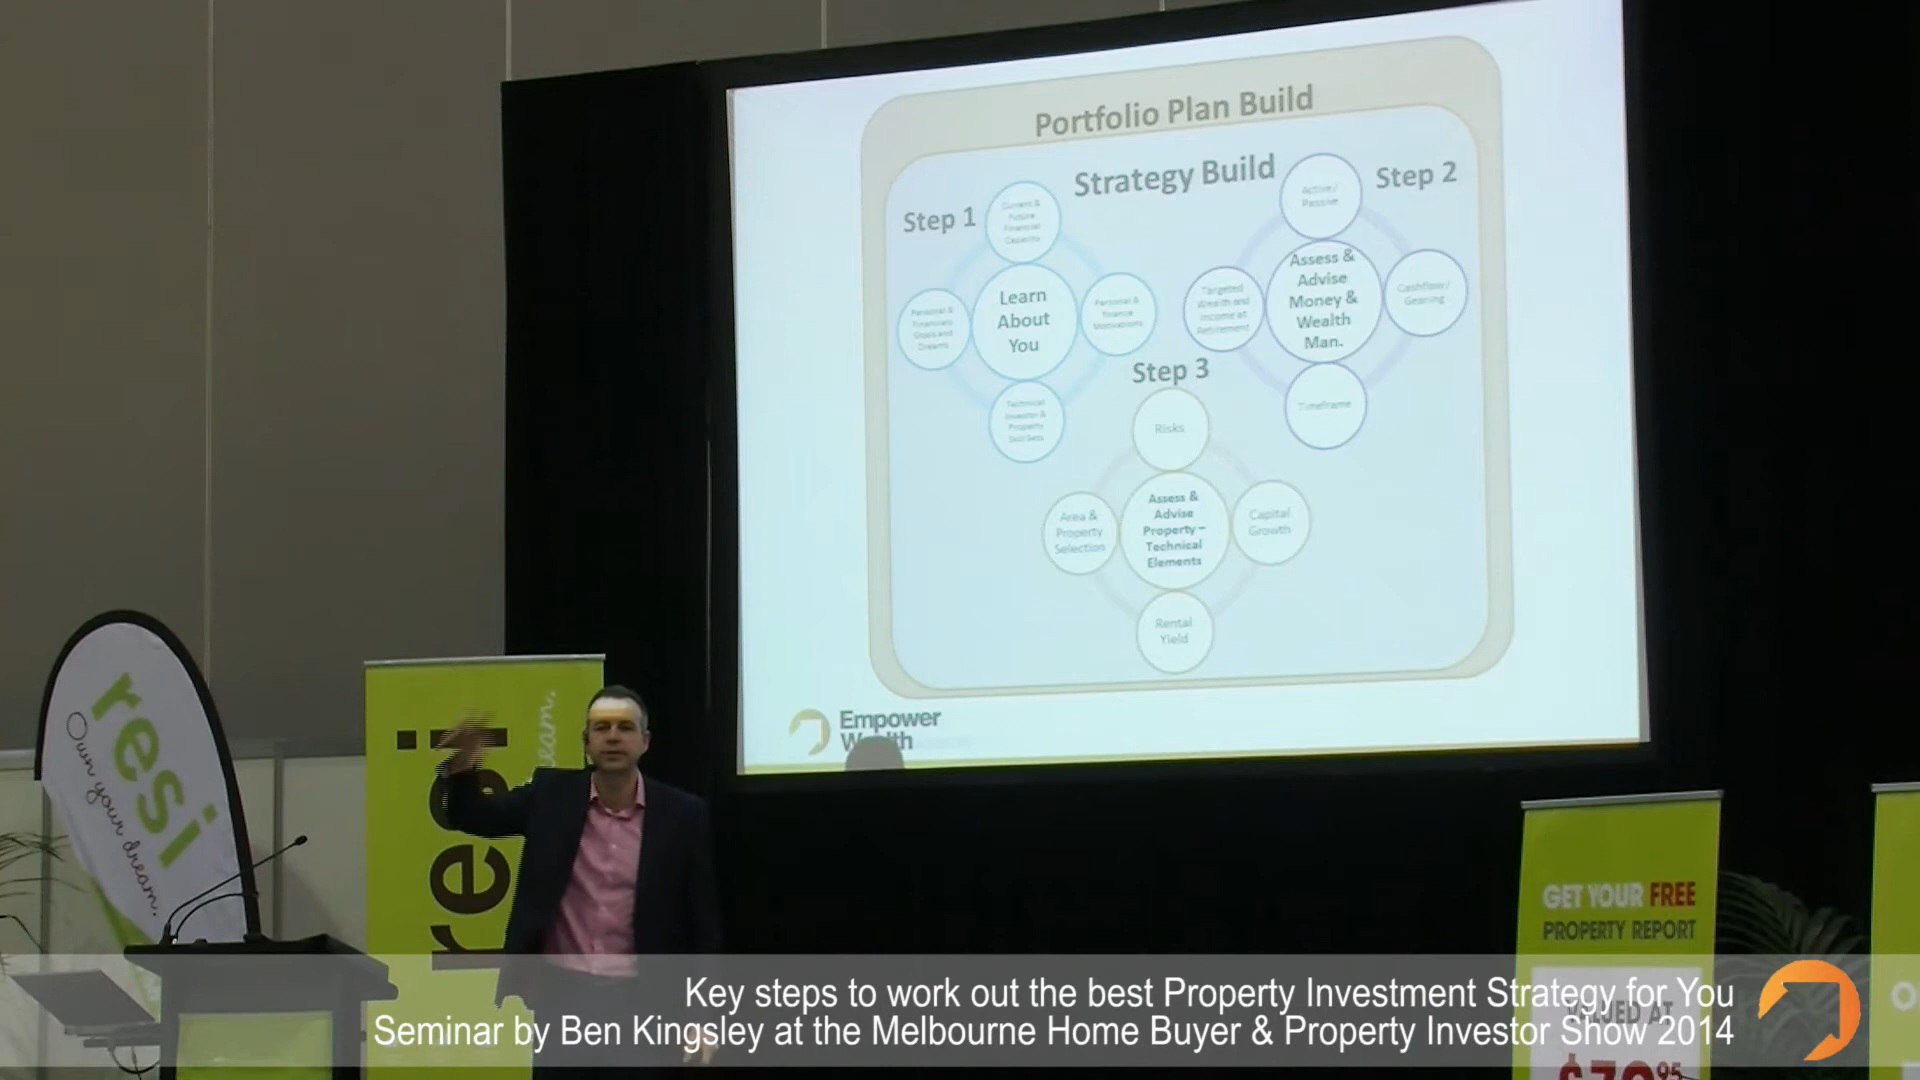 Portfolio Plan Build
Strategy Build
Step 1
Current &
Future
Financial
Capacity
Learn
About
You
Personal &
Financials
Goals and
Dreams
Personal &
Finance
Motivations
Technical
Investor &
Property
Skill Sets
Step 2
Active /
Passive
Assess &
Advise
Money &
Wealth
Man.
Targeted
Wealth and
Income at
Retirement
Cashflow /
Gearing
Timeframe
Step 3
Risks
Assess &
Advise
Property –
Technical
Elements
Area &
Property
Selection
Capital
Growth
Rental
Yield
Empower
Wealth
resi
Own your dream.
resi
eam.
GET YOUR FREE
PROPERTY REPORT
VALUED AT
Key steps to work out the best Property Investment Strategy for You
Seminar by Ben Kingsley at the Melbourne Home Buyer & Property Investor Show 2014